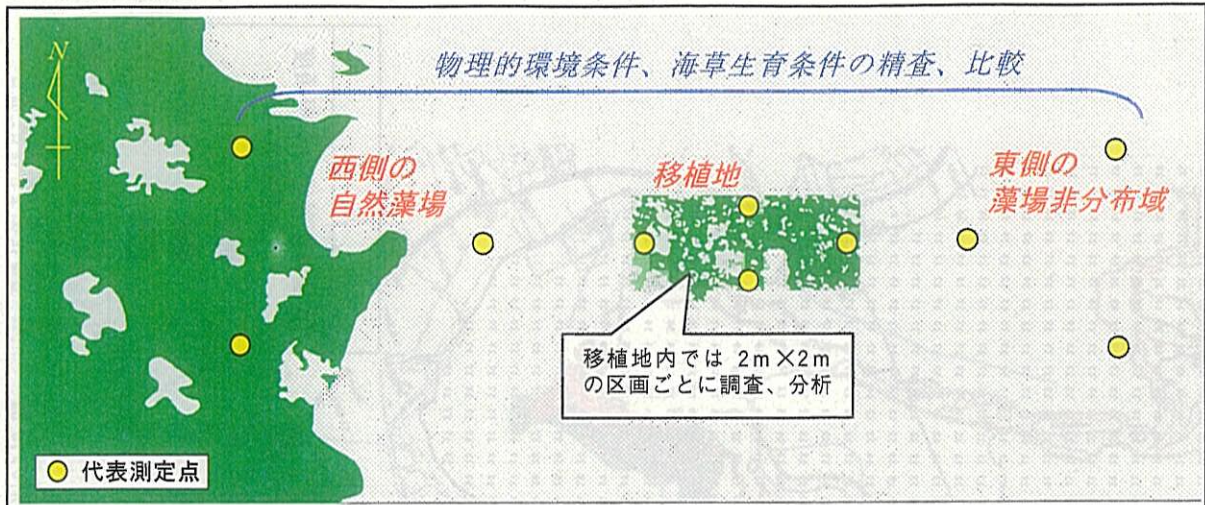 N
物理的環境条件、海草生育条件の精査、比較
西側の
自然藻場
移植地
東側の
藻場非分布域
移植地内では 2m×2m
の区画ごとに調査、分析
代表測定点